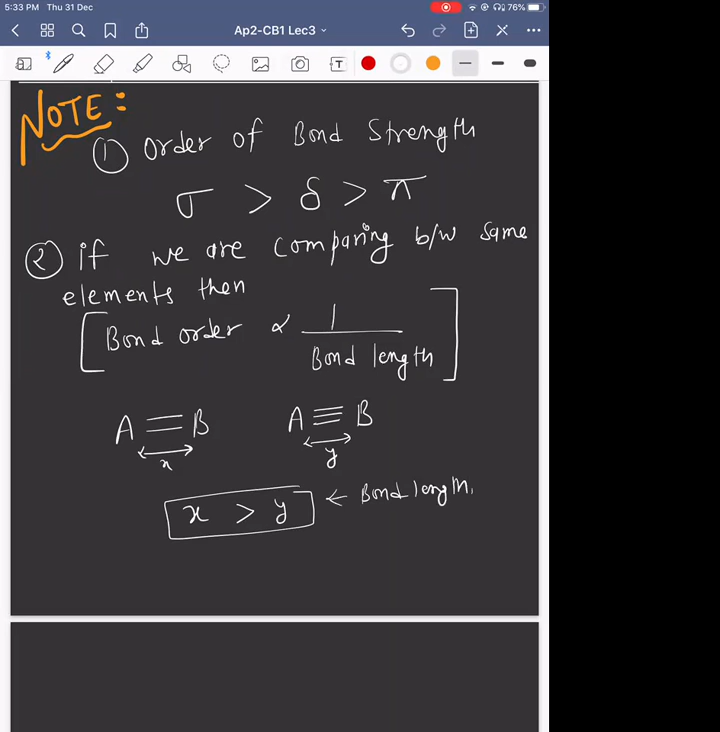 5:33 PM Thu 31 Dec
76%
Ap2-CB1 Lec3
T
NOTE:
① Order of Bond Strength
σ > δ > π
② if we are comparing b/w same
elements then
[Bond order ∝ 1/Bond length]
A = B A ≡ B
x y
x > y ← Bond length.